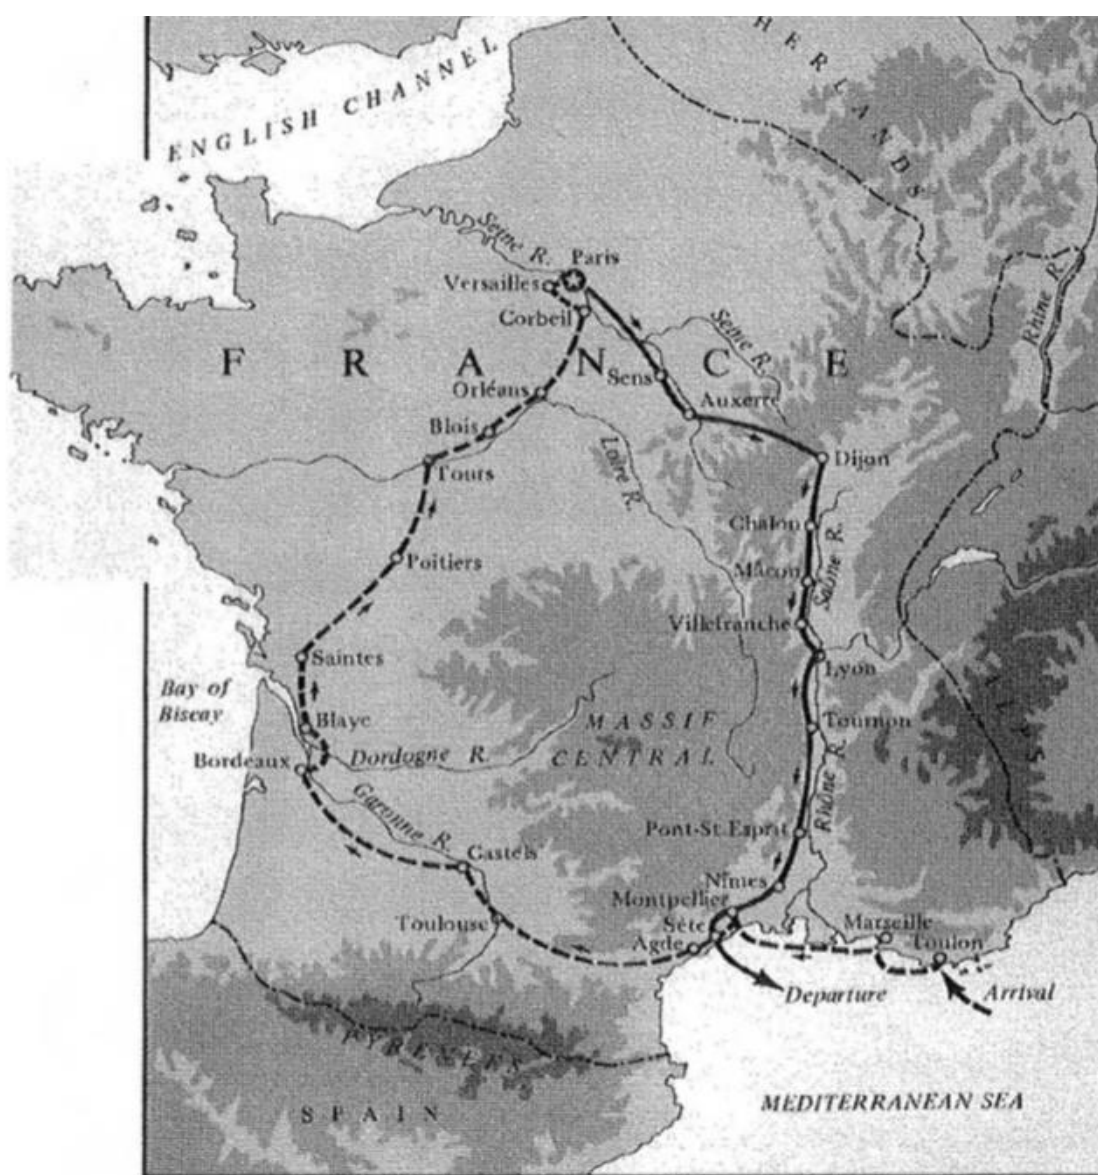 ENGLISH CHANNEL
HERLANDS
Seine R.
Paris
Versailles
Corbeil
Rhine R.
Seine R.
FRANCE
Sens
Orléans
Auxerre
Blois
Tours
Loire R.
Dijon
Chalon
Poitiers
Mâcon
Saône R.
Villefranche
Saintes
Lyon
Bay of
Biscay
Blaye
MASSIF
CENTRAL
Tournon
ALPS
Bordeaux
Dordogne R.
Rhône R.
Garonne R.
Pont-St. Esprit
Castels
Nîmes
Montpellier
Toulouse
Sète
Agde
Marseille
Toulon
Departure
Arrival
PYRENEES
SPAIN
MEDITERRANEAN SEA